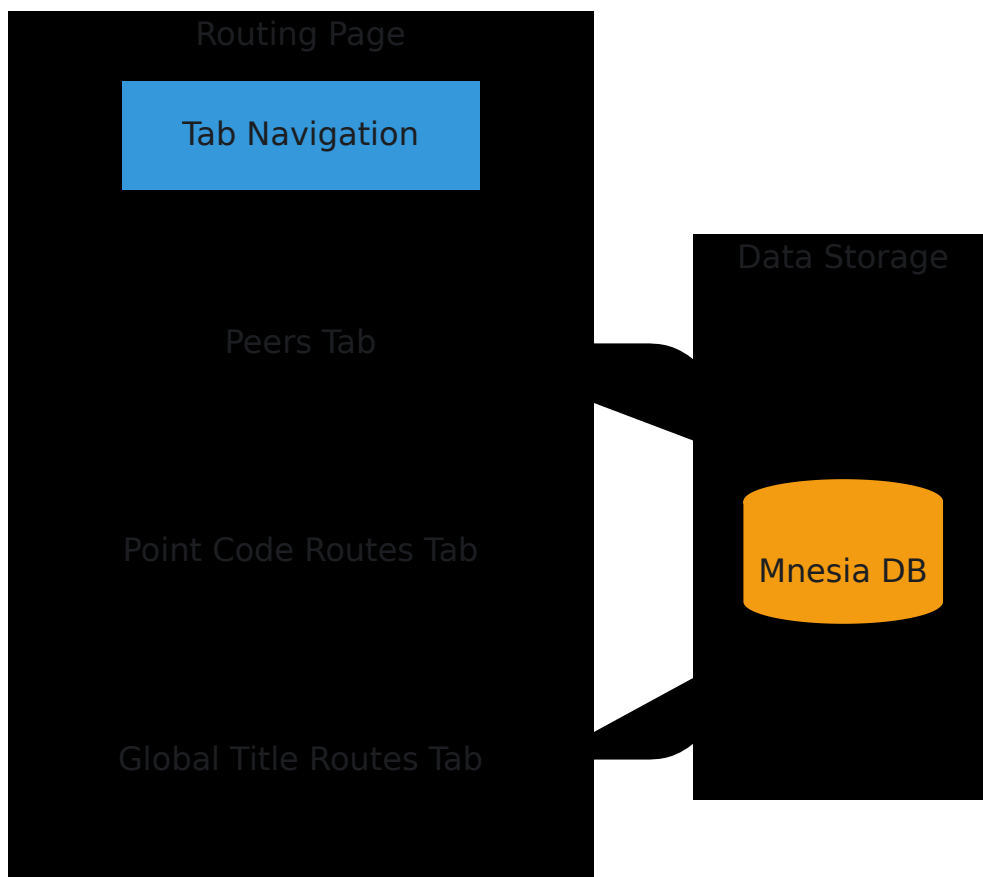 Routing Page
Tab Navigation
Data Storage
Peers Tab
Point Code Routes Tab
Mnesia DB
Global Title Routes Tab